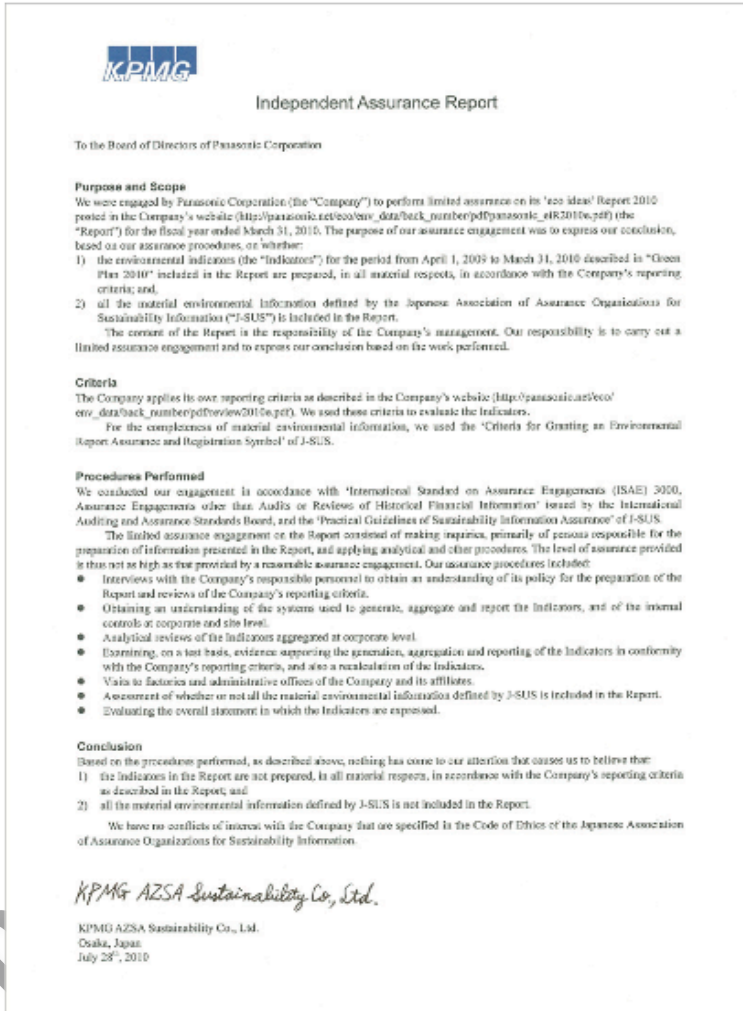 KPMG
Independent Assurance Report
To the Board of Directors of Panasonic Corporation
Purpose and Scope
We were engaged by Panasonic Corporation (the “Company”) to perform limited assurance on its ‘eco ideas’ Report 2010
posted in the Company’s website (http://panasonic.net/eco/env_data/back_number/pdf/panasonic_eIR2010e.pdf) (the
“Report”) for the fiscal year ended March 31, 2010. The purpose of our assurance engagement was to express our conclusion,
based on our assurance procedures, on whether:
1) the environmental indicators (the “Indicators”) for the period from April 1, 2009 to March 31, 2010 described in “Green
Plan 2010” included in the Report are prepared, in all material respects, in accordance with the Company’s reporting
criteria; and,
2) all the material environmental information defined by the Japanese Association of Assurance Organizations for
Sustainability Information (“J-SUS”) is included in the Report.
The content of the Report is the responsibility of the Company’s management. Our responsibility is to carry out a
limited assurance engagement and to express our conclusion based on the work performed.
Criteria
The Company applies its own reporting criteria as described in the Company’s website (http://panasonic.net/eco/
env_data/back_number/pdf/review2010e.pdf). We used these criteria to evaluate the Indicators.
For the completeness of material environmental information, we used the ‘Criteria for Granting an Environmental
Report Assurance and Registration Symbol’ of J-SUS.
Procedures Performed
We conducted our engagement in accordance with ‘International Standard on Assurance Engagements (ISAE) 3000,
Assurance Engagements other than Audits or Reviews of Historical Financial Information’ issued by the International
Auditing and Assurance Standards Board, and the ‘Practical Guidelines of Sustainability Information Assurance’ of J-SUS.
The limited assurance engagement on the Report consisted of making inquiries, primarily of persons responsible for the
preparation of information presented in the Report, and applying analytical and other procedures. The level of assurance provided
is thus not as high as that provided by a reasonable assurance engagement. Our assurance procedures included:
● Interviews with the Company’s responsible personnel to obtain an understanding of its policy for the preparation of the
Report and reviews of the Company’s reporting criteria.
● Obtaining an understanding of the systems used to generate, aggregate and report the Indicators, and of the internal
controls at corporate and site level.
● Analytical reviews of the Indicators aggregated at corporate level.
● Examining, on a test basis, evidence supporting the generation, aggregation and reporting of the Indicators in conformity
with the Company’s reporting criteria, and also a recalculation of the Indicators.
● Visits to factories and administrative offices of the Company and its affiliates.
● Assessment of whether or not all the material environmental information defined by J-SUS is included in the Report.
● Evaluating the overall statement in which the Indicators are expressed.
Conclusion
Based on the procedures performed, as described above, nothing has come to our attention that causes us to believe that:
1) the Indicators in the Report are not prepared, in all material respects, in accordance with the Company’s reporting criteria
as described in the Report; and
2) all the material environmental information defined by J-SUS is not included in the Report.
We have no conflicts of interest with the Company that are specified in the Code of Ethics of the Japanese Association
of Assurance Organizations for Sustainability Information.
KPMG AZSA Sustainability Co., Ltd.
KPMG AZSA Sustainability Co., Ltd.
Osaka, Japan
July 28th, 2010